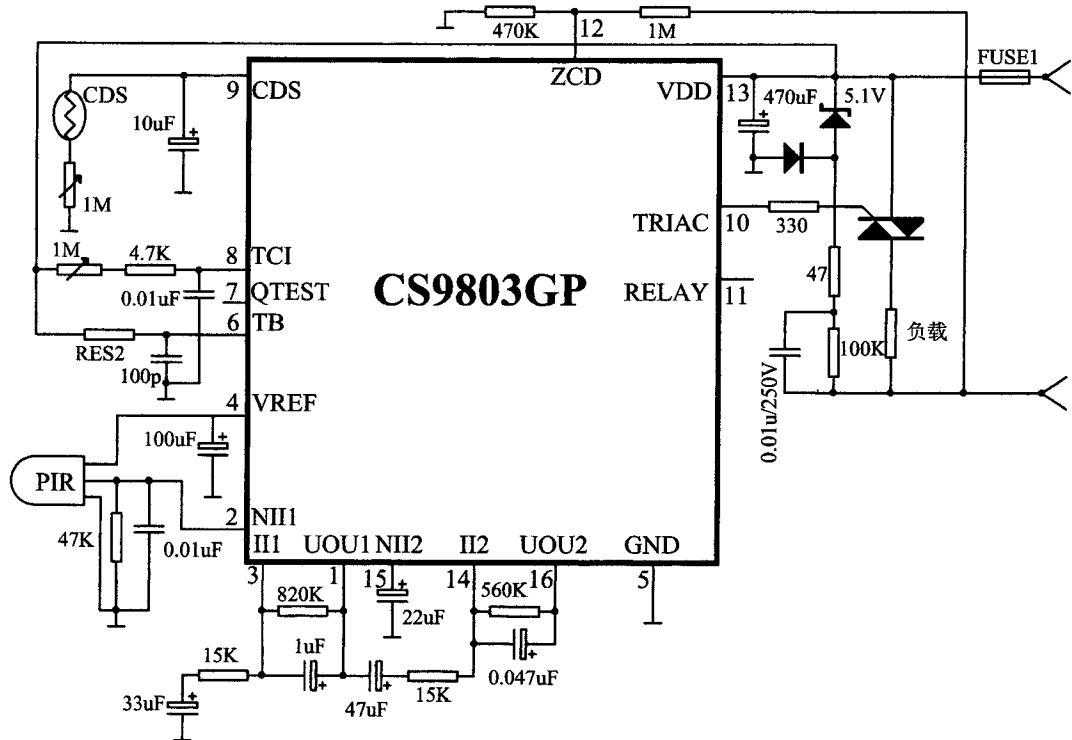 470K
12
1M
ZCD
FUSE1
CDS
9
CDS
VDD
13
470uF
5.1V
10uF
1M
TRIAC
10
330
1M
4.7K
8
TCI
CS9803GP
47
0.01uF
7
QTEST
RELAY
11
6
TB
RES2
100p
100K
负载
0.01u/250V
4
VREF
100uF
PIR
2
NII1
47K
0.01uF
II1
UOU1
NII2
II2
UOU2
GND
3
1
15
14
16
5
820K
22uF
560K
15K
1uF
0.047uF
33uF
47uF
15K